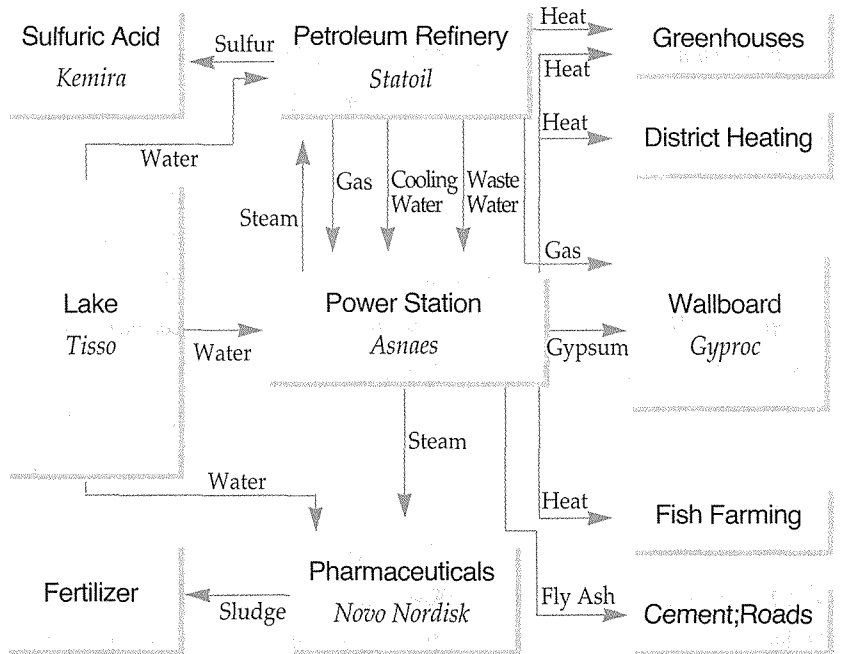 Sulfuric Acid
Kemira
Sulfur
Petroleum Refinery
Statoil
Heat
Greenhouses
Heat
Heat
District Heating
Water
Steam
Gas
Cooling
Water
Waste
Water
Gas
Lake
Tisso
Water
Power Station
Asnaes
Gypsum
Wallboard
Gyproc
Steam
Water
Heat
Fish Farming
Fertilizer
Sludge
Pharmaceuticals
Novo Nordisk
Fly Ash
Cement;Roads